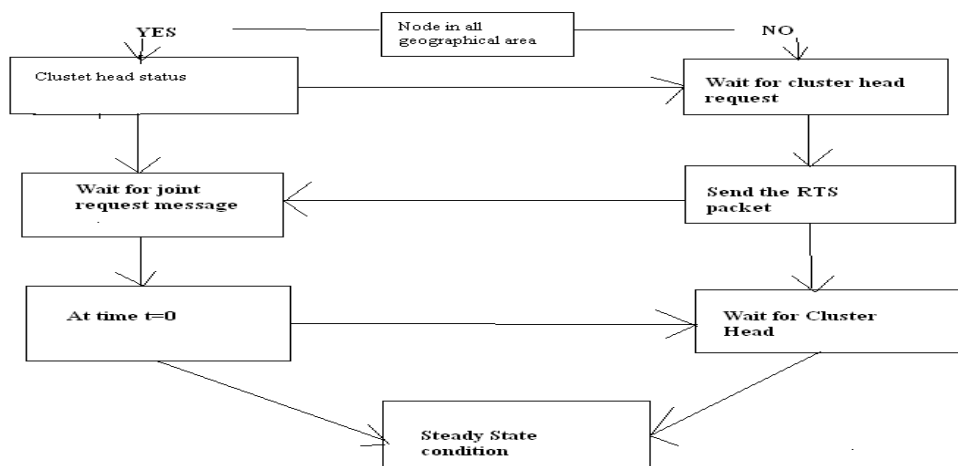 Node in all
geographical area
YES
NO
Clustet head status
Wait for cluster head
request
Wait for joint
request message
Send the RTS
packet
At time t=0
Wait for Cluster
Head
Steady State
condition